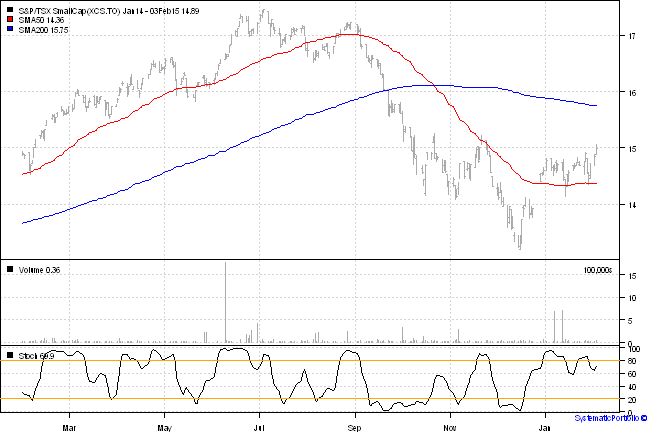 S&P/TSX SmallCap(XCS.TO) Jan14 - 03Feb15 14.89
SMA50 14.36
SMA200 15.75
17
16
15
14
Volume 0.36
100,000s
15
10
5
0
Stoch 69.9
100
80
60
40
20
0
Mar May Jul Sep Nov Jan
SystematicPortfolio ©